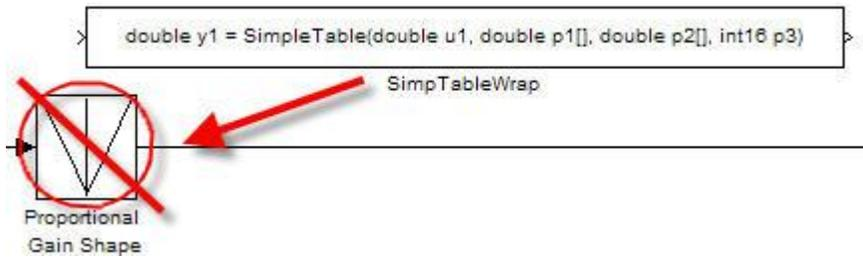 double y1 = SimpleTable(double u1, double p1[], double p2[], int16 p3)
SimpTableWrap
Proportional
Gain Shape